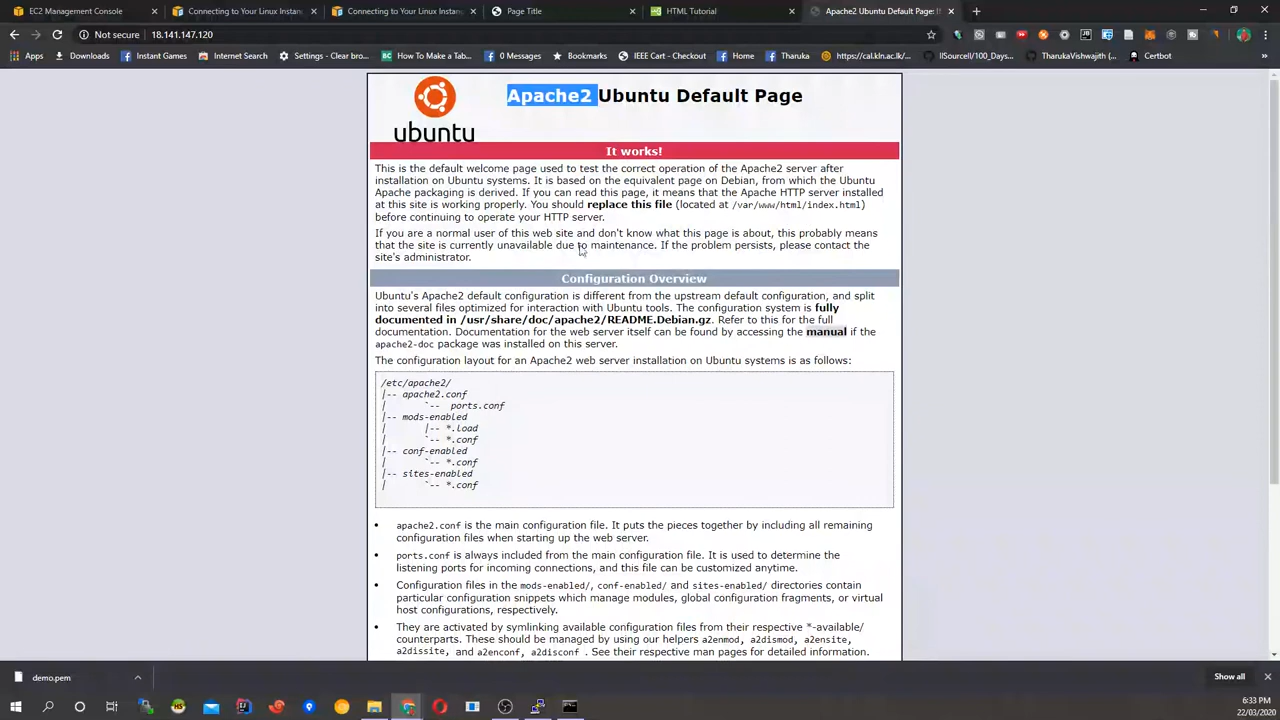 EC2 Management Console
Connecting to Your Linux Instan
Connecting to Your Linux Instan
Page Title
HTML Tutorial
Apache2 Ubuntu Default Page: I
Not secure
18.141.147.120
Apps
Downloads
Instant Games
Internet Search
Settings - Clear bro...
How To Make a Tab...
0 Messages
Bookmarks
IEEE Cart - Checkout
Home
Tharuka
https://cal.kln.ac.lk/...
llSourcell/100_Days...
TharukaVishwajith (...
Certbot
ubuntu
Apache2 Ubuntu Default Page
It works!
This is the default welcome page used to test the correct operation of the Apache2 server after
installation on Ubuntu systems. It is based on the equivalent page on Debian, from which the Ubuntu
Apache packaging is derived. If you can read this page, it means that the Apache HTTP server installed
at this site is working properly. You should replace this file (located at /var/www/html/index.html)
before continuing to operate your HTTP server.
If you are a normal user of this web site and don't know what this page is about, this probably means
that the site is currently unavailable due to maintenance. If the problem persists, please contact the
site's administrator.
Configuration Overview
Ubuntu's Apache2 default configuration is different from the upstream default configuration, and split
into several files optimized for interaction with Ubuntu tools. The configuration system is fully
documented in /usr/share/doc/apache2/README.Debian.gz. Refer to this for the full
documentation. Documentation for the web server itself can be found by accessing the manual if the
apache2-doc package was installed on this server.
The configuration layout for an Apache2 web server installation on Ubuntu systems is as follows:
/etc/apache2/
|-- apache2.conf
|       `--  ports.conf
|-- mods-enabled
|       |-- *.load
|       `-- *.conf
|-- conf-enabled
|       `-- *.conf
|-- sites-enabled
|       `-- *.conf
• apache2.conf is the main configuration file. It puts the pieces together by including all remaining
configuration files when starting up the web server.
• ports.conf is always included from the main configuration file. It is used to determine the
listening ports for incoming connections, and this file can be customized anytime.
• Configuration files in the mods-enabled/, conf-enabled/ and sites-enabled/ directories contain
particular configuration snippets which manage modules, global configuration fragments, or virtual
host configurations, respectively.
• They are activated by symlinking available configuration files from their respective *-available/
counterparts. These should be managed by using our helpers a2enmod, a2dismod, a2ensite,
a2dissite, and a2enconf, a2disconf . See their respective man pages for detailed information.
demo.pem
Show all
6:33 PM
22/03/2020